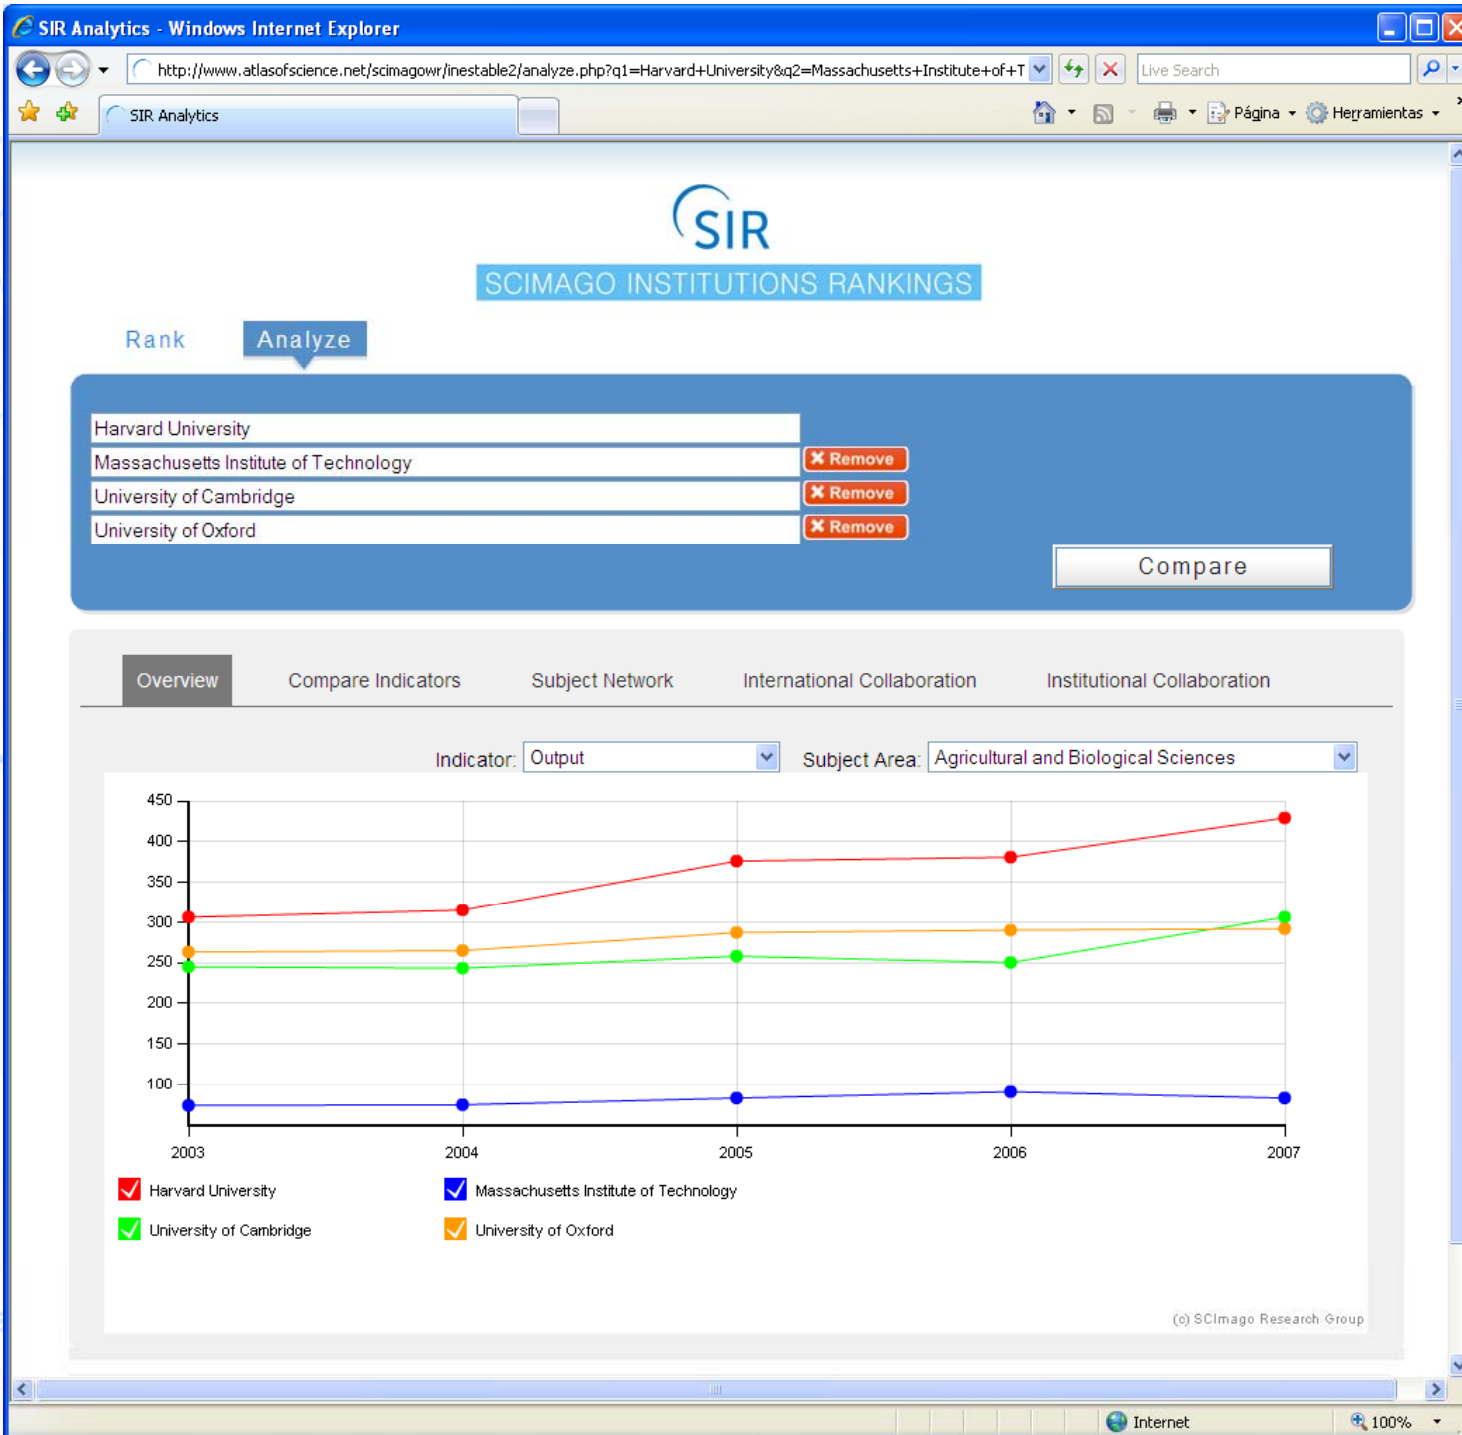 SIR Analytics - Windows Internet Explorer
http://www.atlasofscience.net/scimagowr/inestable2/analyze.php?q1=Harvard+University&q2=Massachusetts+Institute+of+T
Live Search
SIR Analytics
Página
Herramientas
SIR
SCIMAGO INSTITUTIONS RANKINGS
Rank Analyze
Harvard University
Massachusetts Institute of Technology Remove
University of Cambridge Remove
University of Oxford Remove
Compare
Overview Compare Indicators Subject Network International Collaboration Institutional Collaboration
Indicator: Output Subject Area: Agricultural and Biological Sciences
450
400
350
300
250
200
150
100
2003 2004 2005 2006 2007
Harvard University Massachusetts Institute of Technology
University of Cambridge University of Oxford
(c) SCImago Research Group
Internet 100%